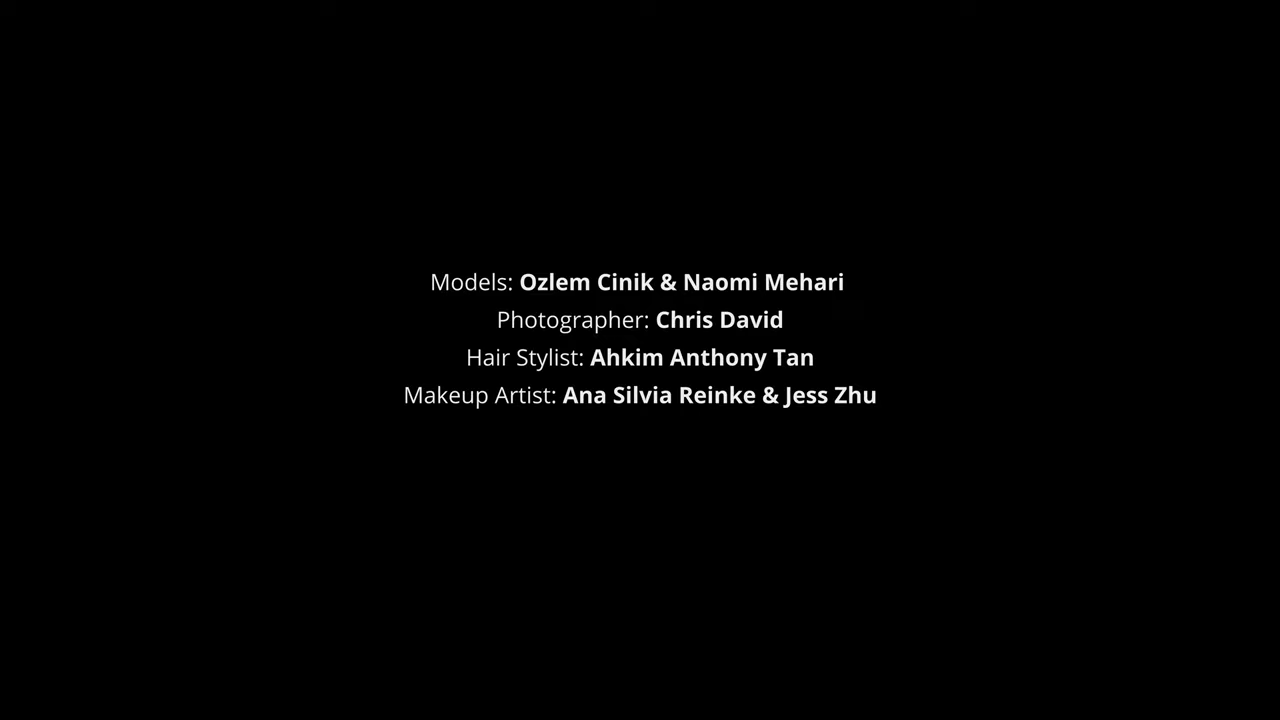 Models: Ozlem Cinik & Naomi Mehari
Photographer: Chris David
Hair Stylist: Ahkim Anthony Tan
Makeup Artist: Ana Silvia Reinke & Jess Zhu